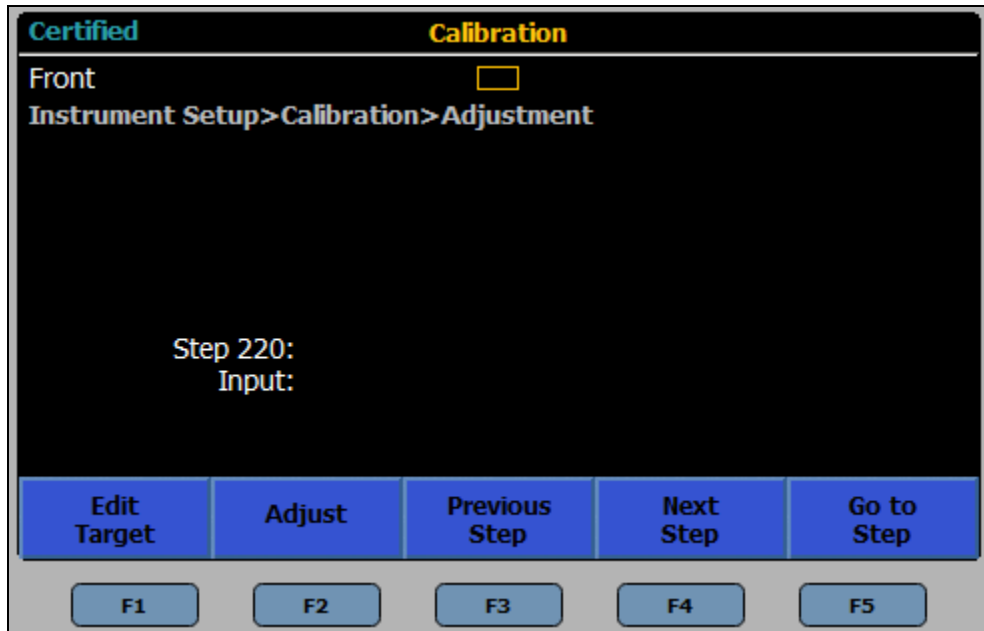 Certified
Calibration
Front
Instrument Setup>Calibration>Adjustment
Step 220:
Input:
Edit
Target
Adjust
Previous
Step
Next
Step
Go to
Step
F1
F2
F3
F4
F5